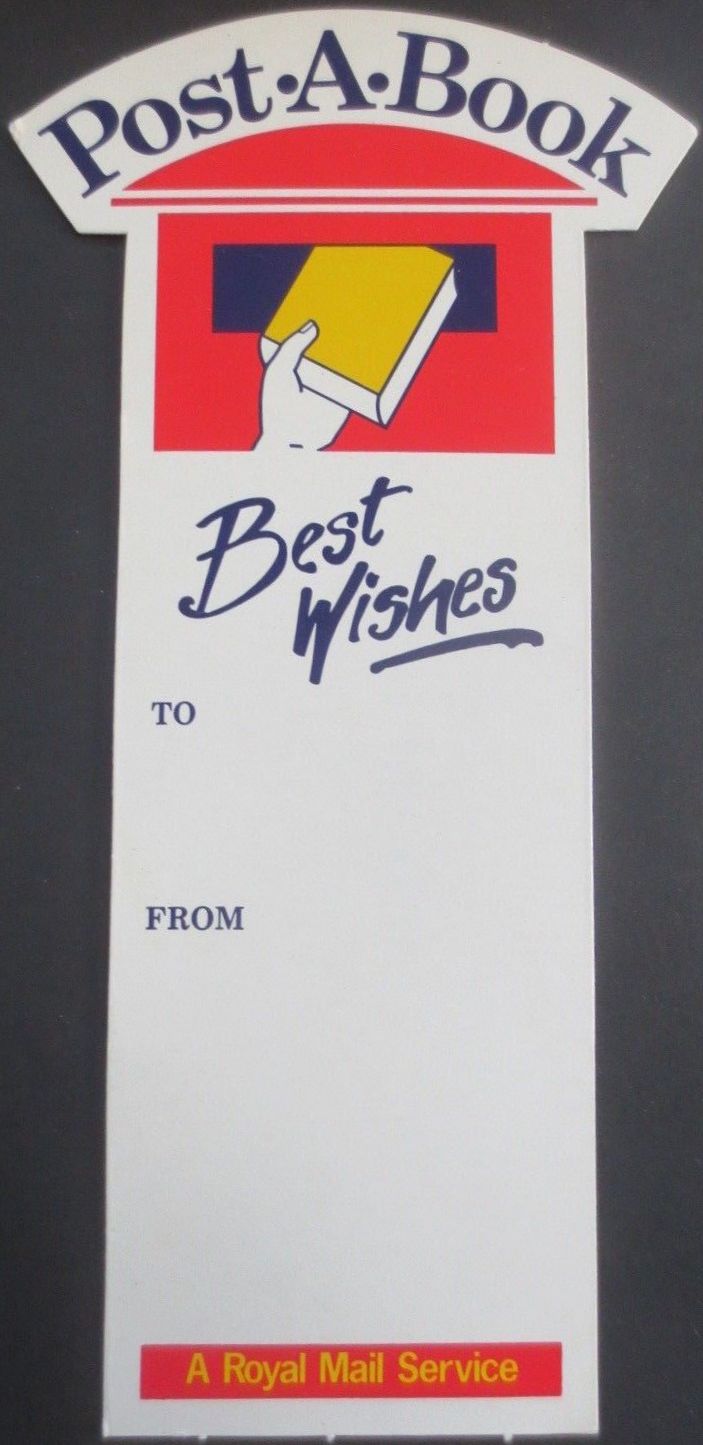 Post·A·Book
Best
Wishes
TO
FROM
A Royal Mail Service